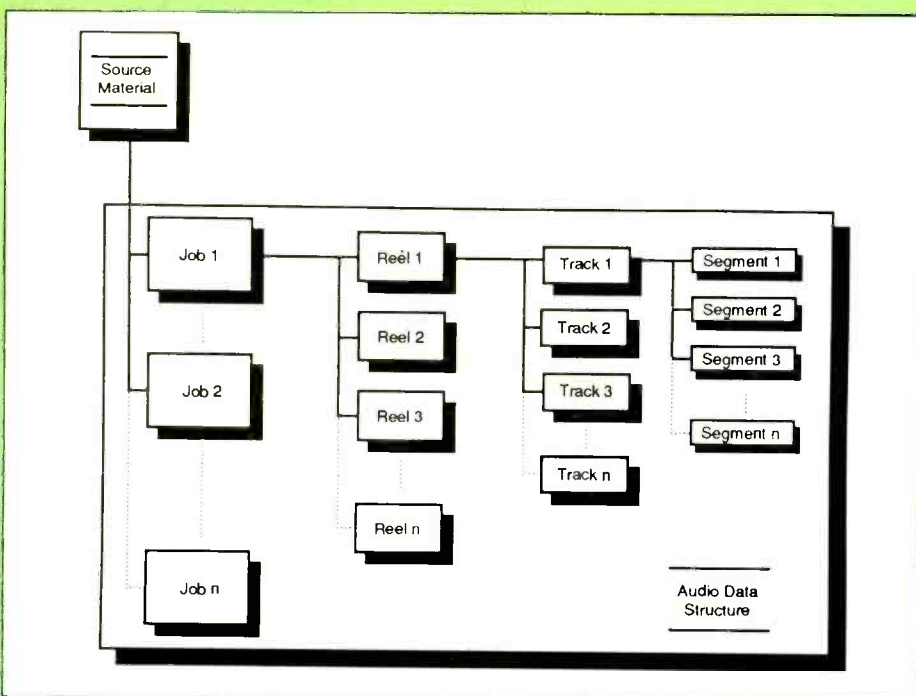 Source
Material
Job 1
Reel 1
Track 1
Segment 1
Reel 2
Track 2
Segment 2
Job 2
Reel 3
Track 3
Segment 3
Segment n
Track n
Reel n
Job n
Audio Data
Structure